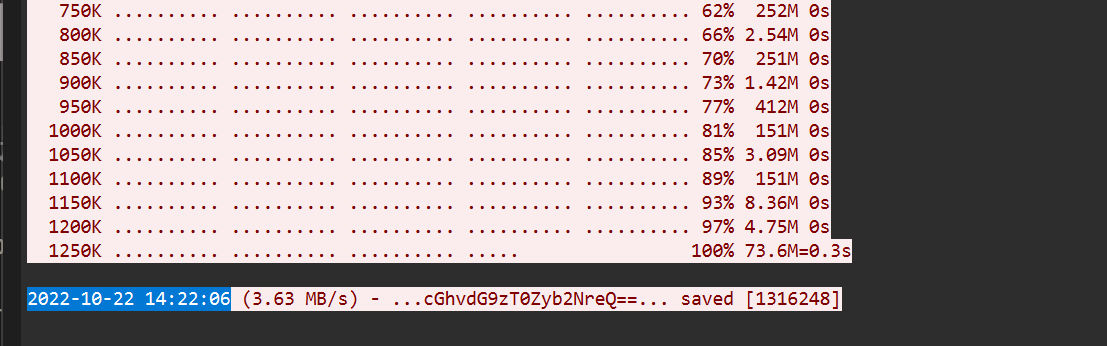 750K .......... .......... .......... .......... .......... 62% 252M 0s
800K .......... .......... .......... .......... .......... 66% 2.54M 0s
850K .......... .......... .......... .......... .......... 70% 251M 0s
900K .......... .......... .......... .......... .......... 73% 1.42M 0s
950K .......... .......... .......... .......... .......... 77% 412M 0s
1000K .......... .......... .......... .......... .......... 81% 151M 0s
1050K .......... .......... .......... .......... .......... 85% 3.09M 0s
1100K .......... .......... .......... .......... .......... 89% 151M 0s
1150K .......... .......... .......... .......... .......... 93% 8.36M 0s
1200K .......... .......... .......... .......... .......... 97% 4.75M 0s
1250K .......... .......... .......... ..... 100% 73.6M=0.3s
2022-10-22 14:22:06 (3.63 MB/s) - ...cGhvdG9zT0Zyb2NreQ==... saved [1316248]